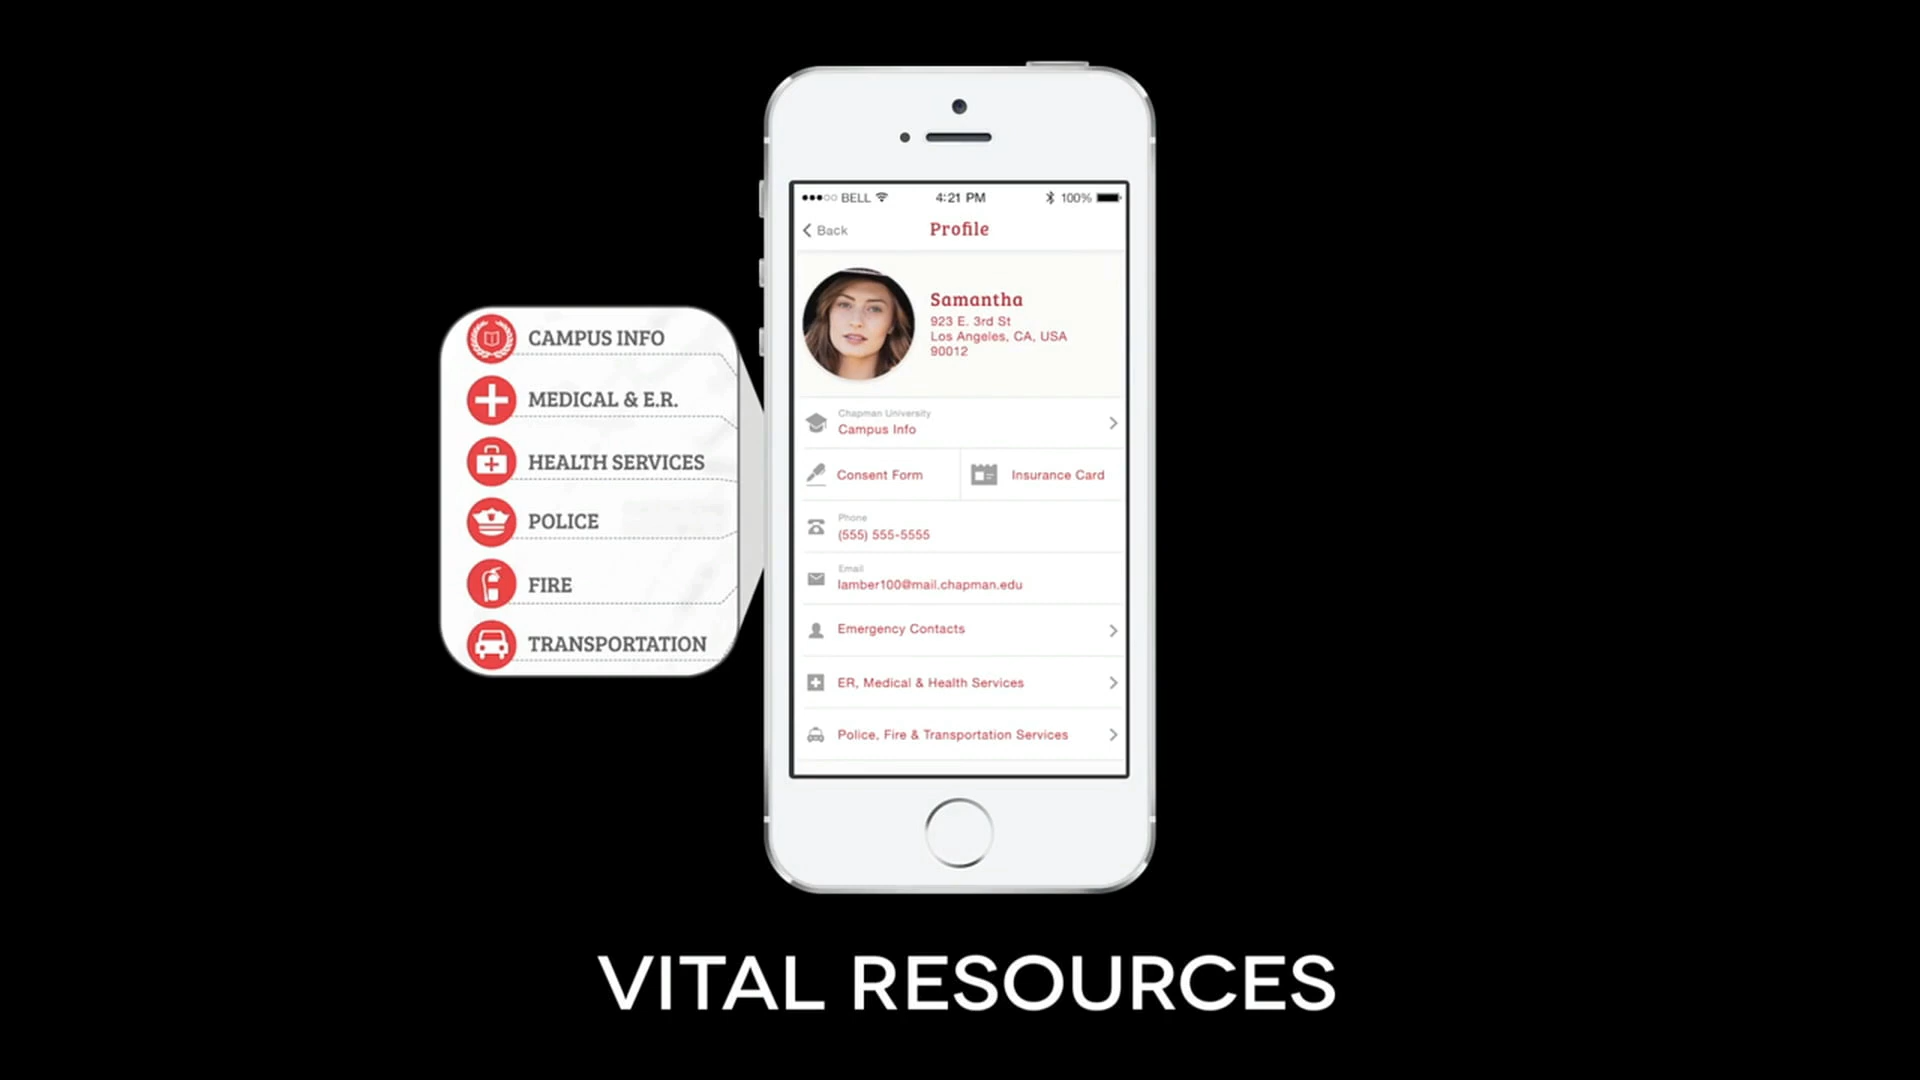 CAMPUS INFO
MEDICAL & E.R.
HEALTH SERVICES
POLICE
FIRE
TRANSPORTATION
BELL 4:21 PM 100%
Back Profile
Samantha
923 E. 3rd St
Los Angeles, CA, USA
90012
Chapman University
Campus Info
Consent Form Insurance Card
Phone
(555) 555-5555
Email
lamber100@mail.chapman.edu
Emergency Contacts
ER, Medical & Health Services
Police, Fire & Transportation Services
VITAL RESOURCES